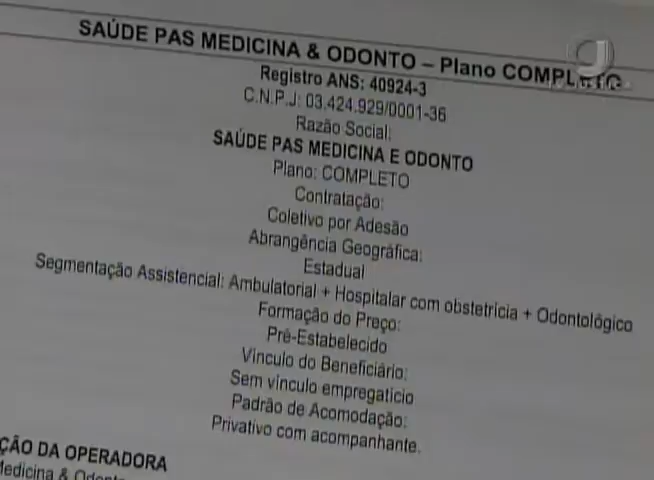 SAÚDE PAS MEDICINA & ODONTO – Plano COMPLETO
Registro ANS: 40924-3
C.N.P.J: 03.424.929/0001-36
Razão Social:
SAÚDE PAS MEDICINA E ODONTO
Plano: COMPLETO
Contratação:
Coletivo por Adesão
Abrangência Geográfica:
Estadual
Segmentação Assistencial: Ambulatorial + Hospitalar com obstetrícia + Odontológico
Formação do Preço:
Pré-Estabelecido
Vínculo do Beneficiário:
Sem vínculo empregatício
Padrão de Acomodação:
Privativo com acompanhante.
ÇÃO DA OPERADORA
Medicina & Odonto